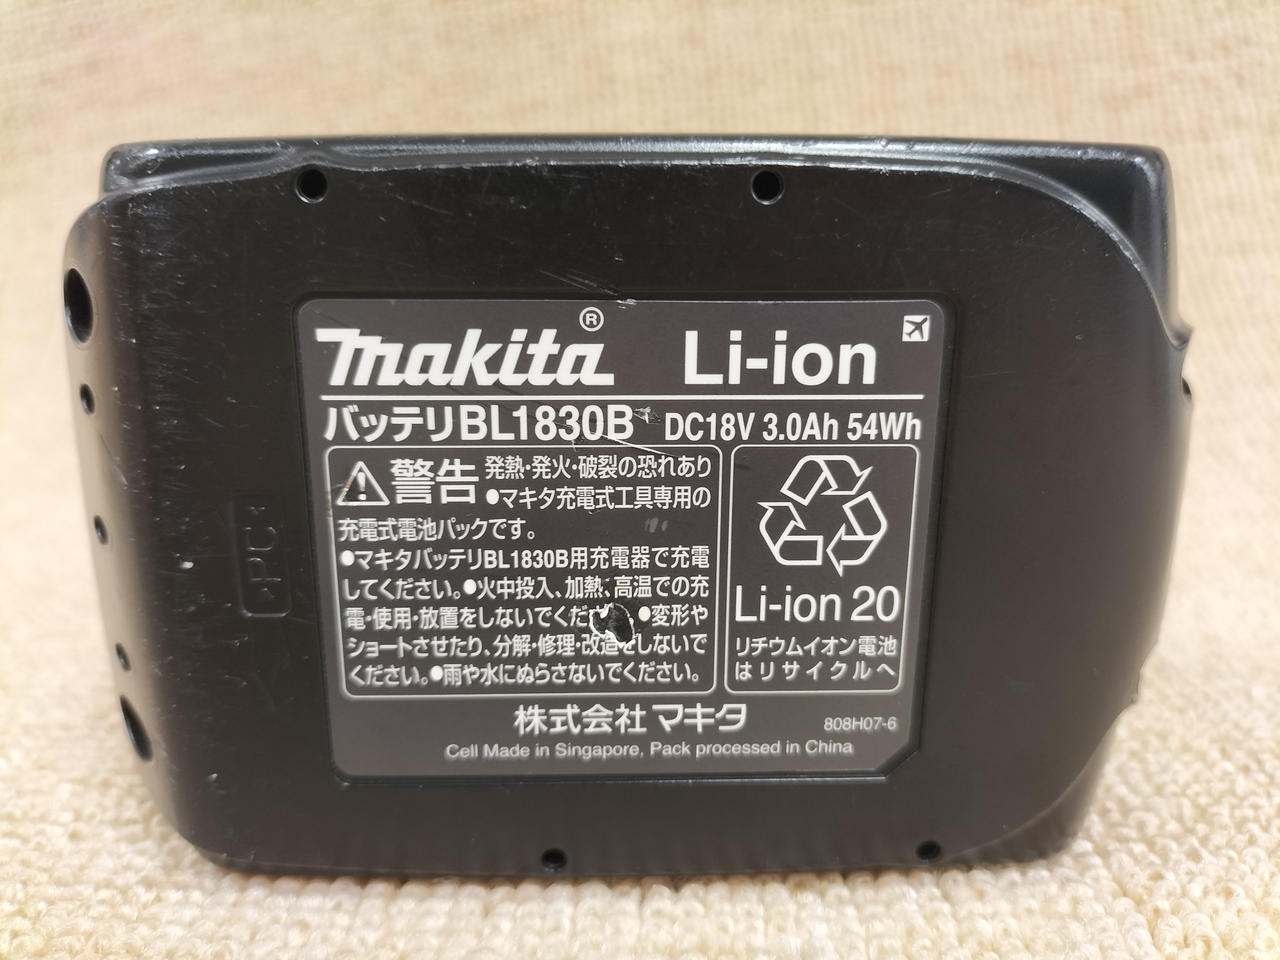 makita® Li-ion
バッテリBL1830B DC18V 3.0Ah 54Wh
警告 発熱・発火・破裂の恐れあり
●マキタ充電式工具専用の
充電式電池パックです。
●マキタバッテリBL1830B用充電器で充電
してください。●火中投入、加熱、高温での充
電・使用・放置をしないでくだ ●変形や
ショートさせたり、分解・修理・改造をしないで
ください。●雨や水にぬらさないでください。
Li-ion 20
リチウムイオン電池
はリサイクルへ
株式会社 マキタ
808H07-6
Cell Made in Singapore, Pack processed in China
>PC<